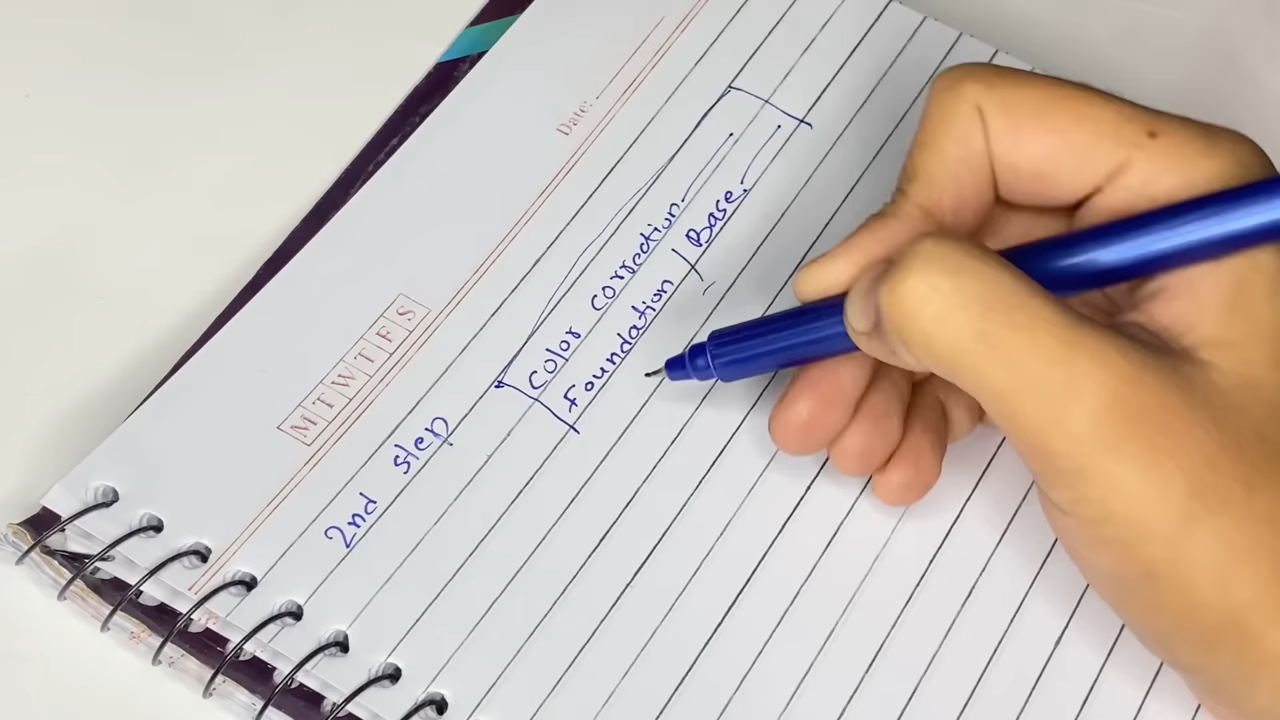 Date:
M T W T F S
2nd step
Color correction
Foundation / Base.